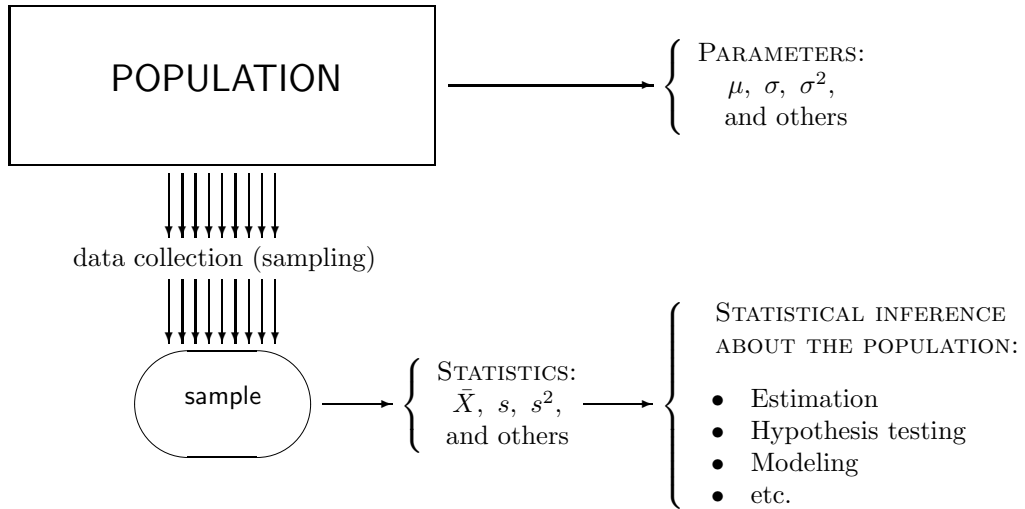 POPULATION
PARAMETERS:
μ, σ, σ²,
and others
data collection (sampling)
sample
STATISTICS:
X̄, s, s²,
and others
STATISTICAL INFERENCE
ABOUT THE POPULATION:
• Estimation
• Hypothesis testing
• Modeling
• etc.